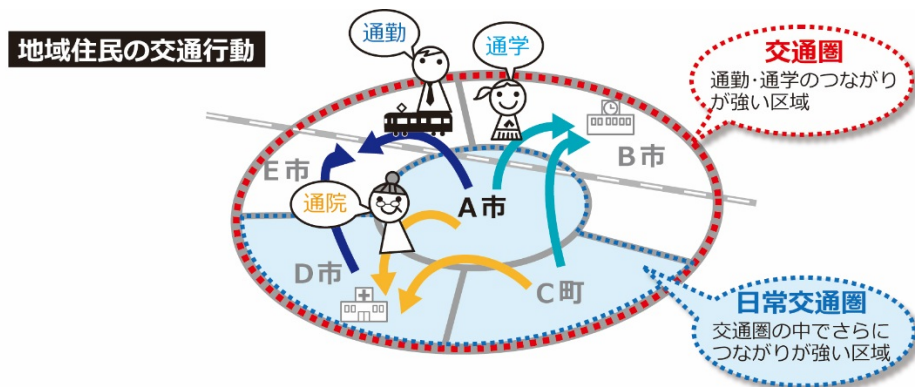 地域住民の交通行動
通勤
通学
交通圏
通勤・通学のつながり
が強い区域
E市
B市
通院
A市
D市
C町
日常交通圏
交通圏の中でさらに
つながりが強い区域